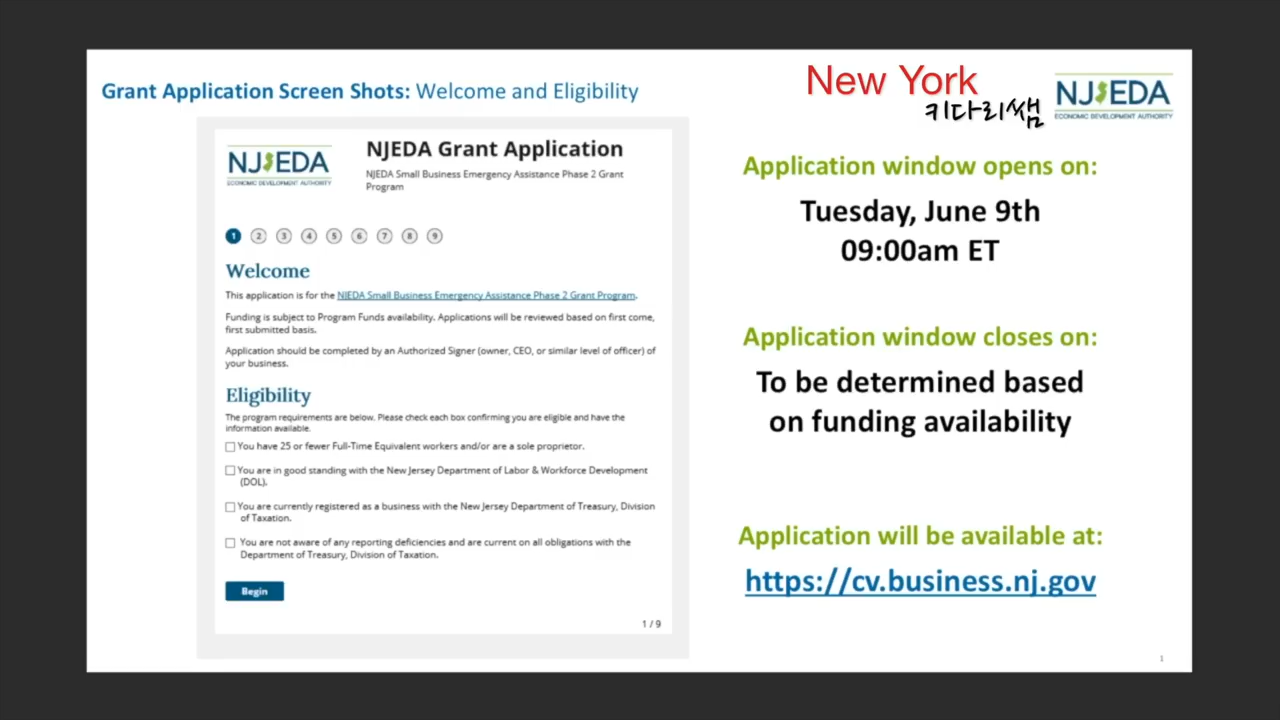 Grant Application Screen Shots: Welcome and Eligibility
New York
키다리쌤
NJEDA
ECONOMIC DEVELOPMENT AUTHORITY
NJEDA
ECONOMIC DEVELOPMENT AUTHORITY
NJEDA Grant Application
NJEDA Small Business Emergency Assistance Phase 2 Grant
Program
1 2 3 4 5 6 7 8 9
Welcome
This application is for the NJEDA Small Business Emergency Assistance Phase 2 Grant Program.
Funding is subject to Program Funds availability. Applications will be reviewed based on first come,
first submitted basis.
Application should be completed by an Authorized Signer (owner, CEO, or similar level of officer) of
your business.
Eligibility
The program requirements are below. Please check each box confirming you are eligible and have the
information available.
You have 25 or fewer Full-Time Equivalent workers and/or are a sole proprietor.
You are in good standing with the New Jersey Department of Labor & Workforce Development
(DOL).
You are currently registered as a business with the New Jersey Department of Treasury, Division
of Taxation.
You are not aware of any reporting deficiencies and are current on all obligations with the
Department of Treasury, Division of Taxation.
Begin
1 / 9
Application window opens on:
Tuesday, June 9th
09:00am ET
Application window closes on:
To be determined based
on funding availability
Application will be available at:
https://cv.business.nj.gov
1